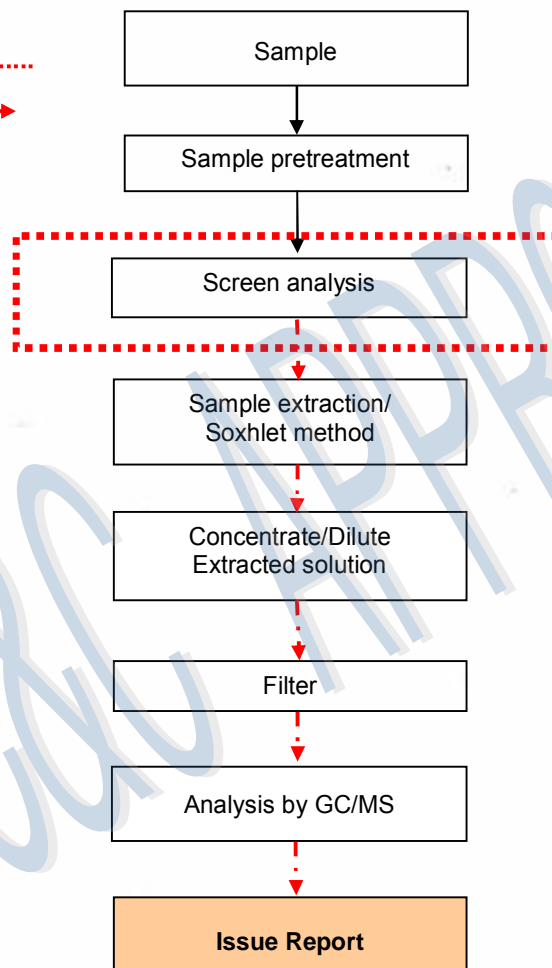 Sample
Sample pretreatment
Screen analysis
Sample extraction/
Soxhlet method
Concentrate/Dilute
Extracted solution
Filter
Analysis by GC/MS
Issue Report